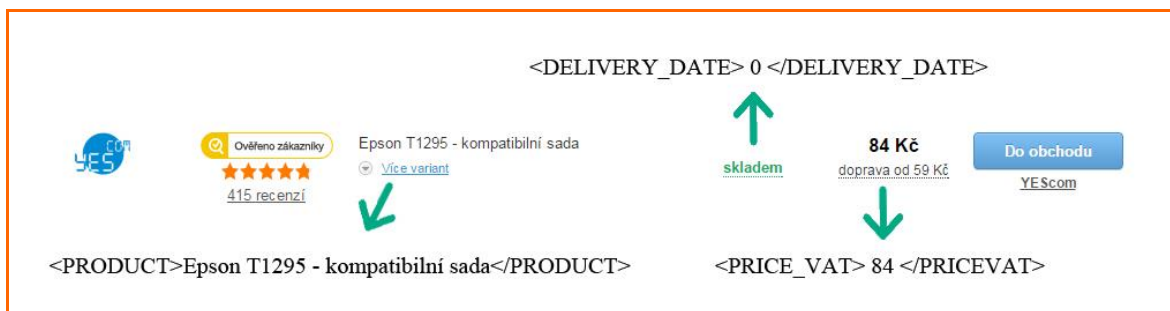 <DELIVERY_DATE> 0 </DELIVERY_DATE>
YES COM
Ověřeno zákazníky
415 recenzí
Epson T1295 - kompatibilní sada
Více variant
skladem
84 Kč
doprava od 59 Kč
Do obchodu
YEScom
<PRODUCT>Epson T1295 - kompatibilní sada</PRODUCT>
<PRICE_VAT> 84 </PRICEVAT>